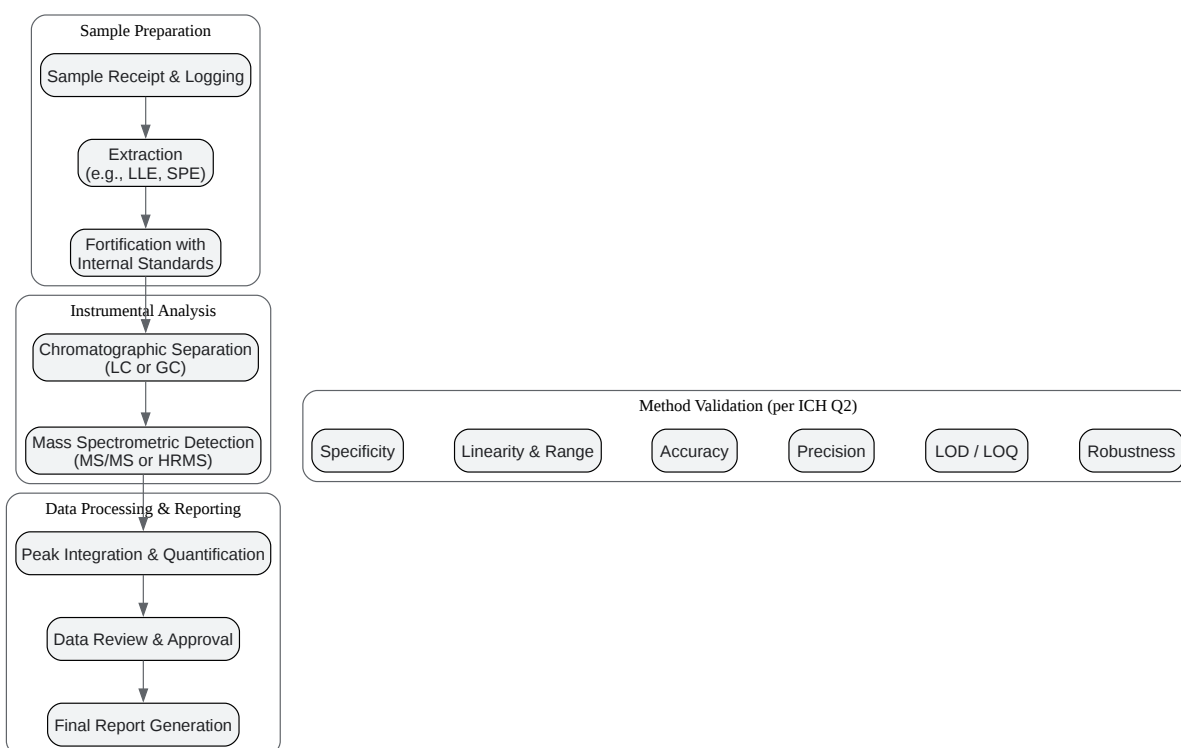 Sample Preparation
Sample Receipt & Logging
Extraction
(e.g., LLE, SPE)
Fortification with
Internal Standards
Instrumental Analysis
Chromatographic Separation
(LC or GC)
Mass Spectrometric Detection
(MS/MS or HRMS)
Data Processing & Reporting
Peak Integration & Quantification
Data Review & Approval
Final Report Generation
Method Validation (per ICH Q2)
Specificity
Linearity & Range
Accuracy
Precision
LOD / LOQ
Robustness